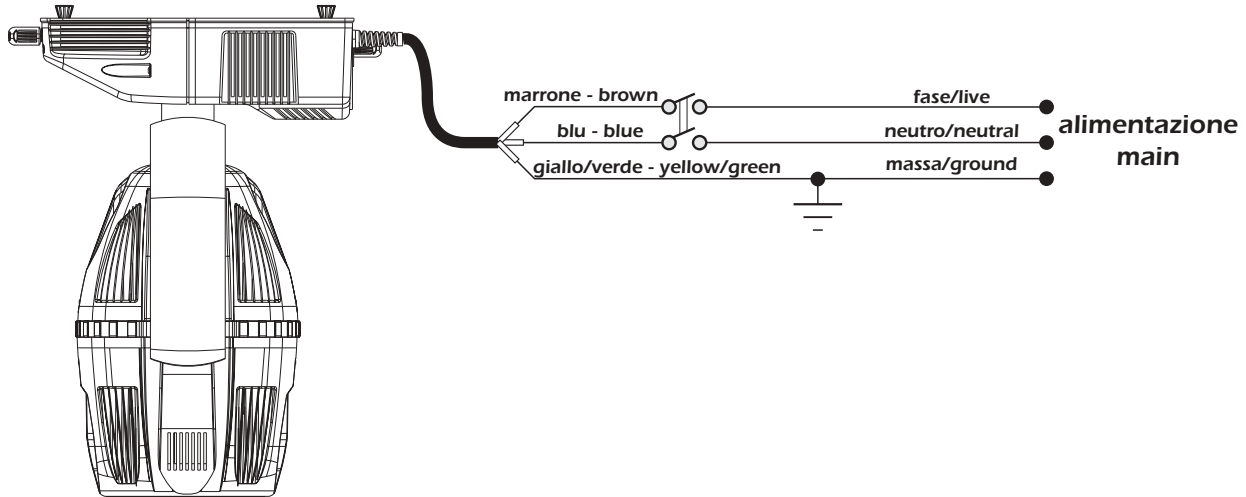 marrone - brown
fase/live
blu - blue
neutro/neutral
giallo/verde - yellow/green
massa/ground
alimentazione
main